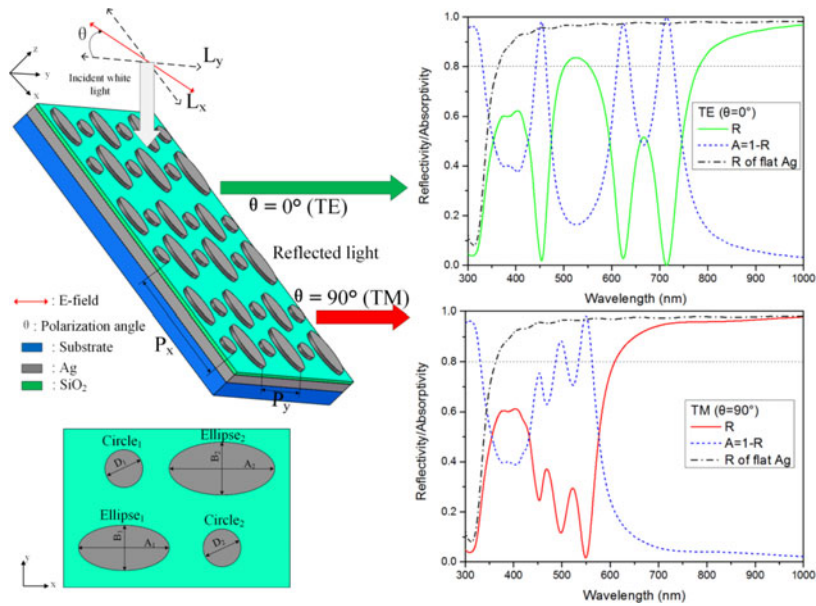 z
y
x
θ
Incident white
light
L_y
L_x
θ = 0° (TE)
Reflected light
θ = 90° (TM)
: E-field
θ : Polarization angle
: Substrate
: Ag
: SiO₂
P_x
P_y
Circle₁
D₁
Ellipse₂
B₂
A₂
Ellipse₁
B₁
A₁
Circle₂
D₂
y
x
Reflectivity/Absorptivity
1.0
0.8
0.6
0.4
0.2
0.0
TE (θ=0°)
R
A=1-R
R of flat Ag
300 400 500 600 700 800 900 1000
Wavelength (nm)
Reflectivity/Absorptivity
1.0
0.8
0.6
0.4
0.2
0.0
TM (θ=90°)
R
A=1-R
R of flat Ag
300 400 500 600 700 800 900 1000
Wavelength (nm)